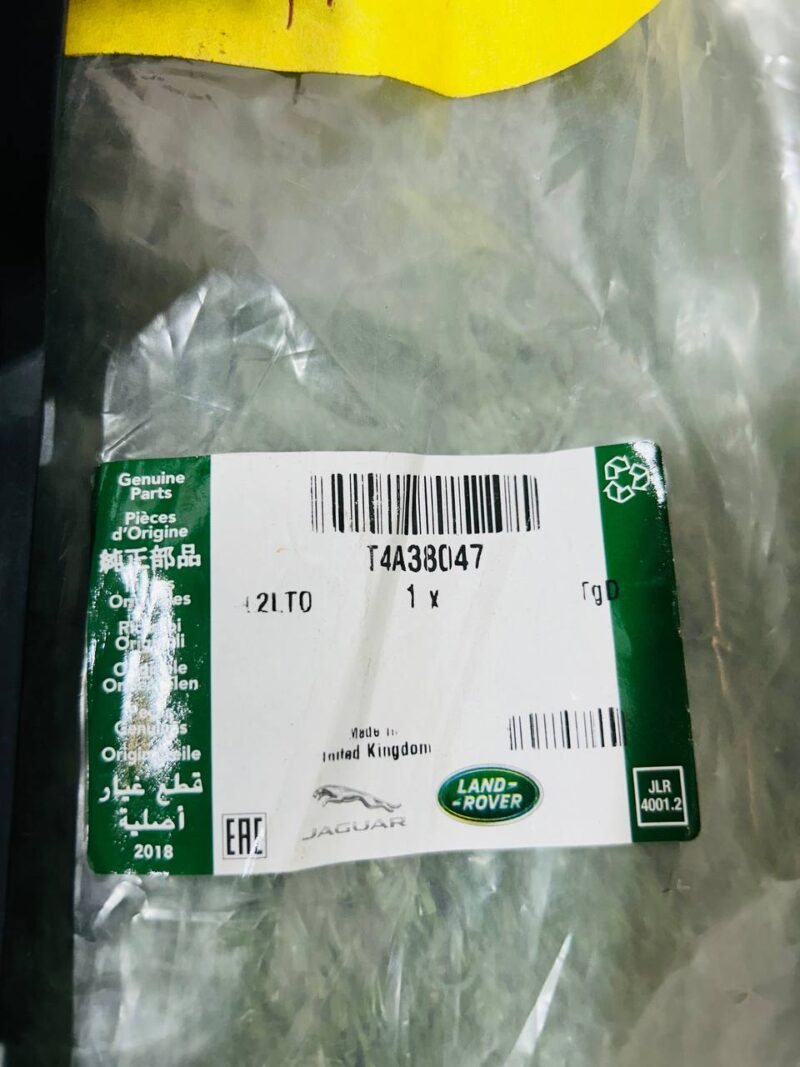 Genuine
Parts
Pièces
d'Origine
純正部品
Genuinas
قطع غيار
أصلية
2018
T4A38047
1 x
Made In
United Kingdom
EAC
JAGUAR
LAND-
-ROVER
JLR
4001.2